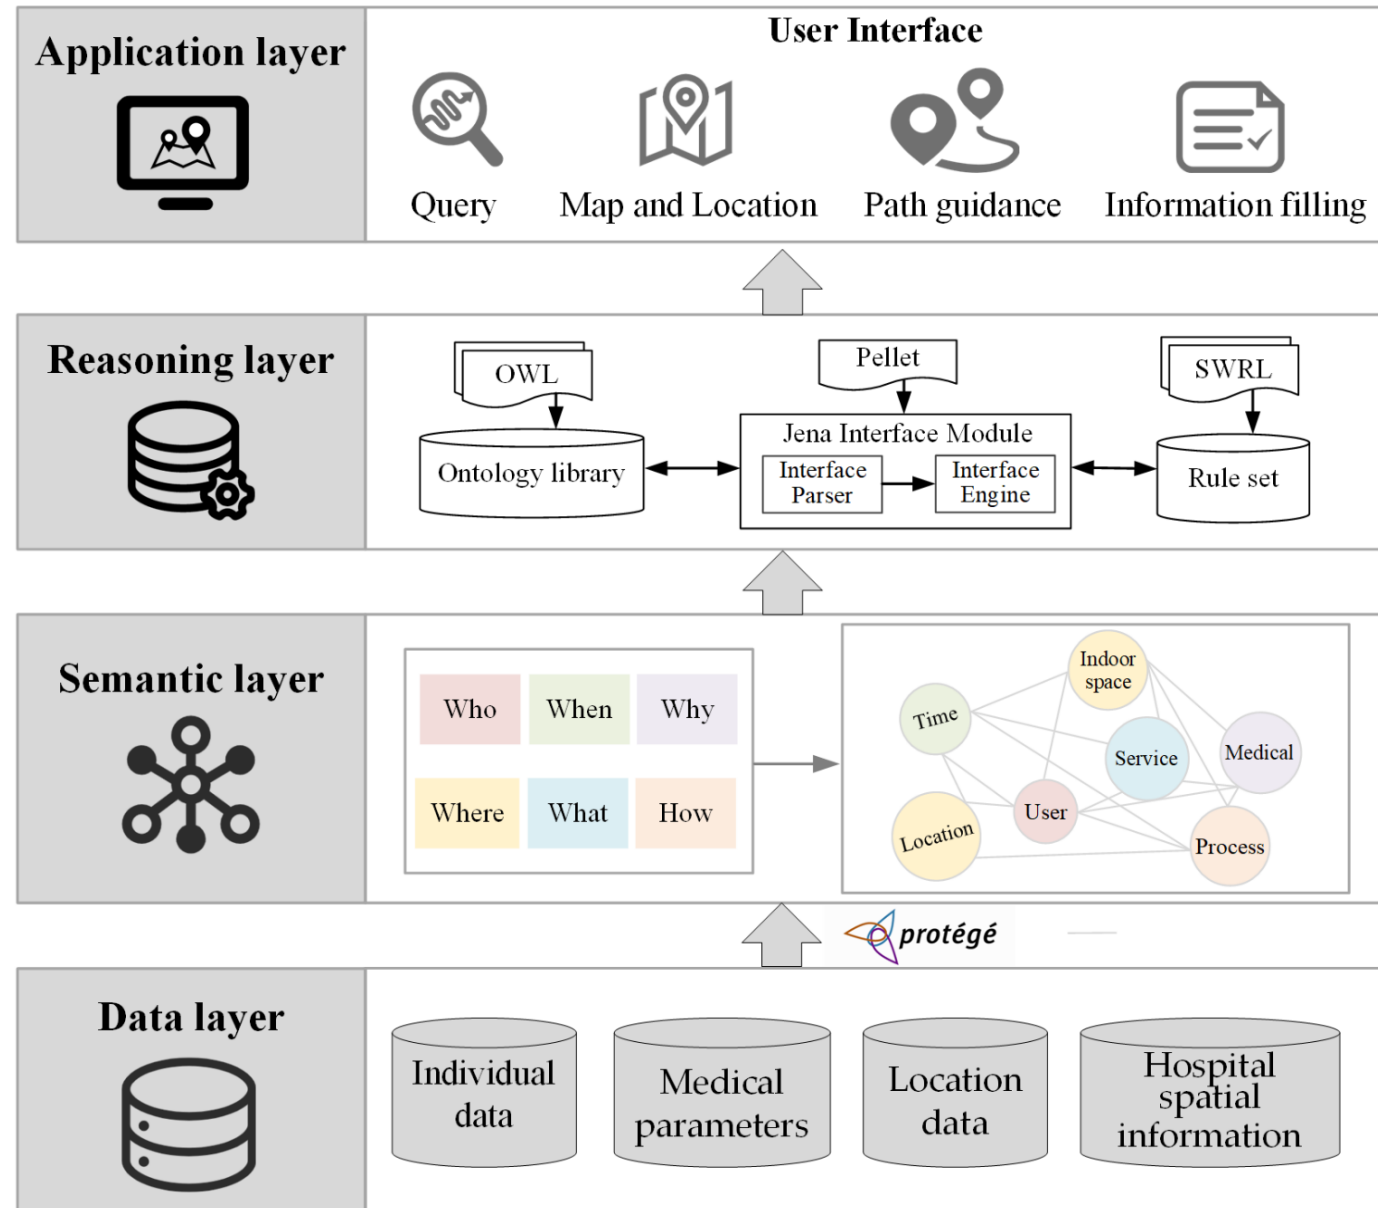 Application layer
User Interface
Query
Map and Location
Path guidance
Information filling
Reasoning layer
OWL
Pellet
SWRL
Ontology library
Jena Interface Module
Interface
Parser
Interface
Engine
Rule set
Semantic layer
Who
When
Why
Where
What
How
Indoor
space
Time
Service
Medical
User
Location
Process
protégé
Data layer
Individual
data
Medical
parameters
Location
data
Hospital
spatial
information